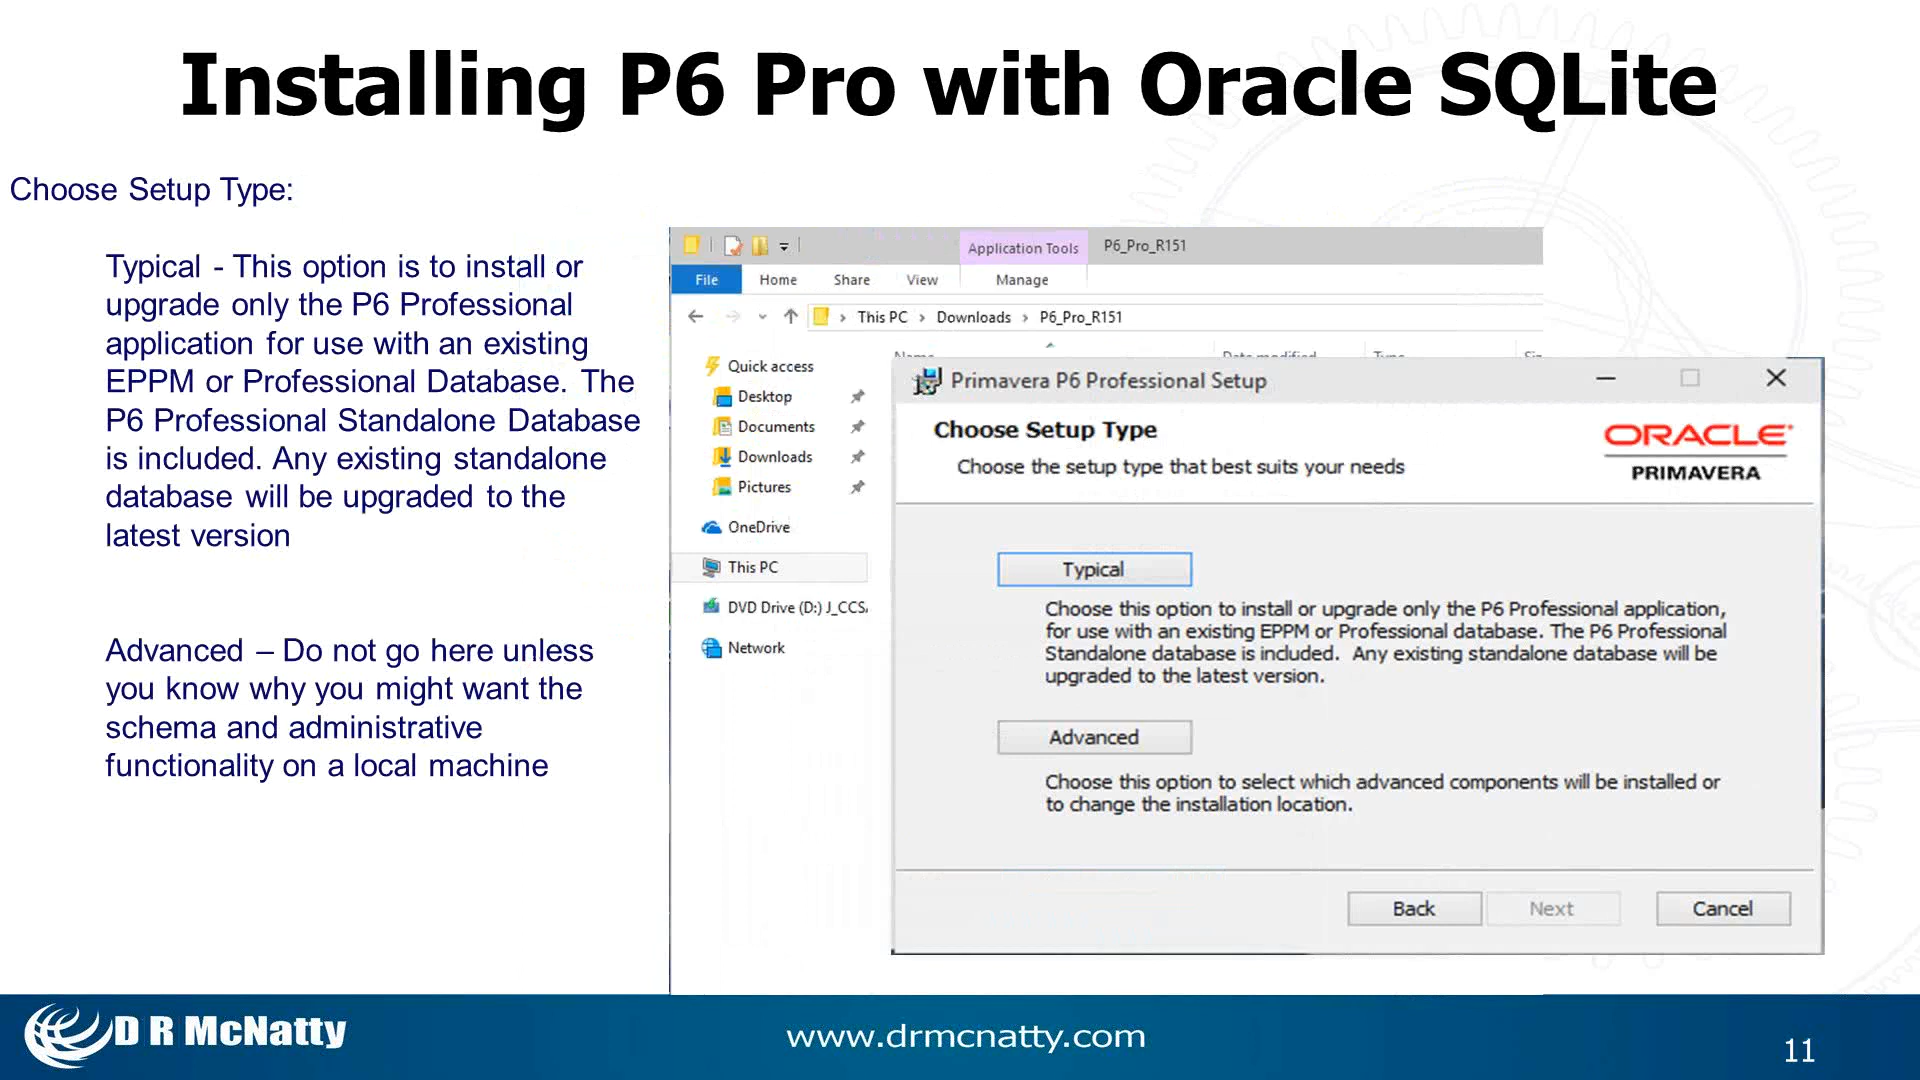 Installing P6 Pro with Oracle SQLite
Choose Setup Type:
Typical - This option is to install or
upgrade only the P6 Professional
application for use with an existing
EPPM or Professional Database. The
P6 Professional Standalone Database
is included. Any existing standalone
database will be upgraded to the
latest version
Advanced – Do not go here unless
you know why you might want the
schema and administrative
functionality on a local machine
Application Tools
P6_Pro_R151
File
Home
Share
View
Manage
This PC > Downloads > P6_Pro_R151
Name
Date modified
Type
Quick access
Desktop
Documents
Downloads
Pictures
OneDrive
This PC
DVD Drive (D:) J_CCS
Network
Primavera P6 Professional Setup
Choose Setup Type
Choose the setup type that best suits your needs
ORACLE
PRIMAVERA
Typical
Choose this option to install or upgrade only the P6 Professional application,
for use with an existing EPPM or Professional database. The P6 Professional
Standalone database is included. Any existing standalone database will be
upgraded to the latest version.
Advanced
Choose this option to select which advanced components will be installed or
to change the installation location.
Back
Next
Cancel
D R McNatty
www.drmcnatty.com
11